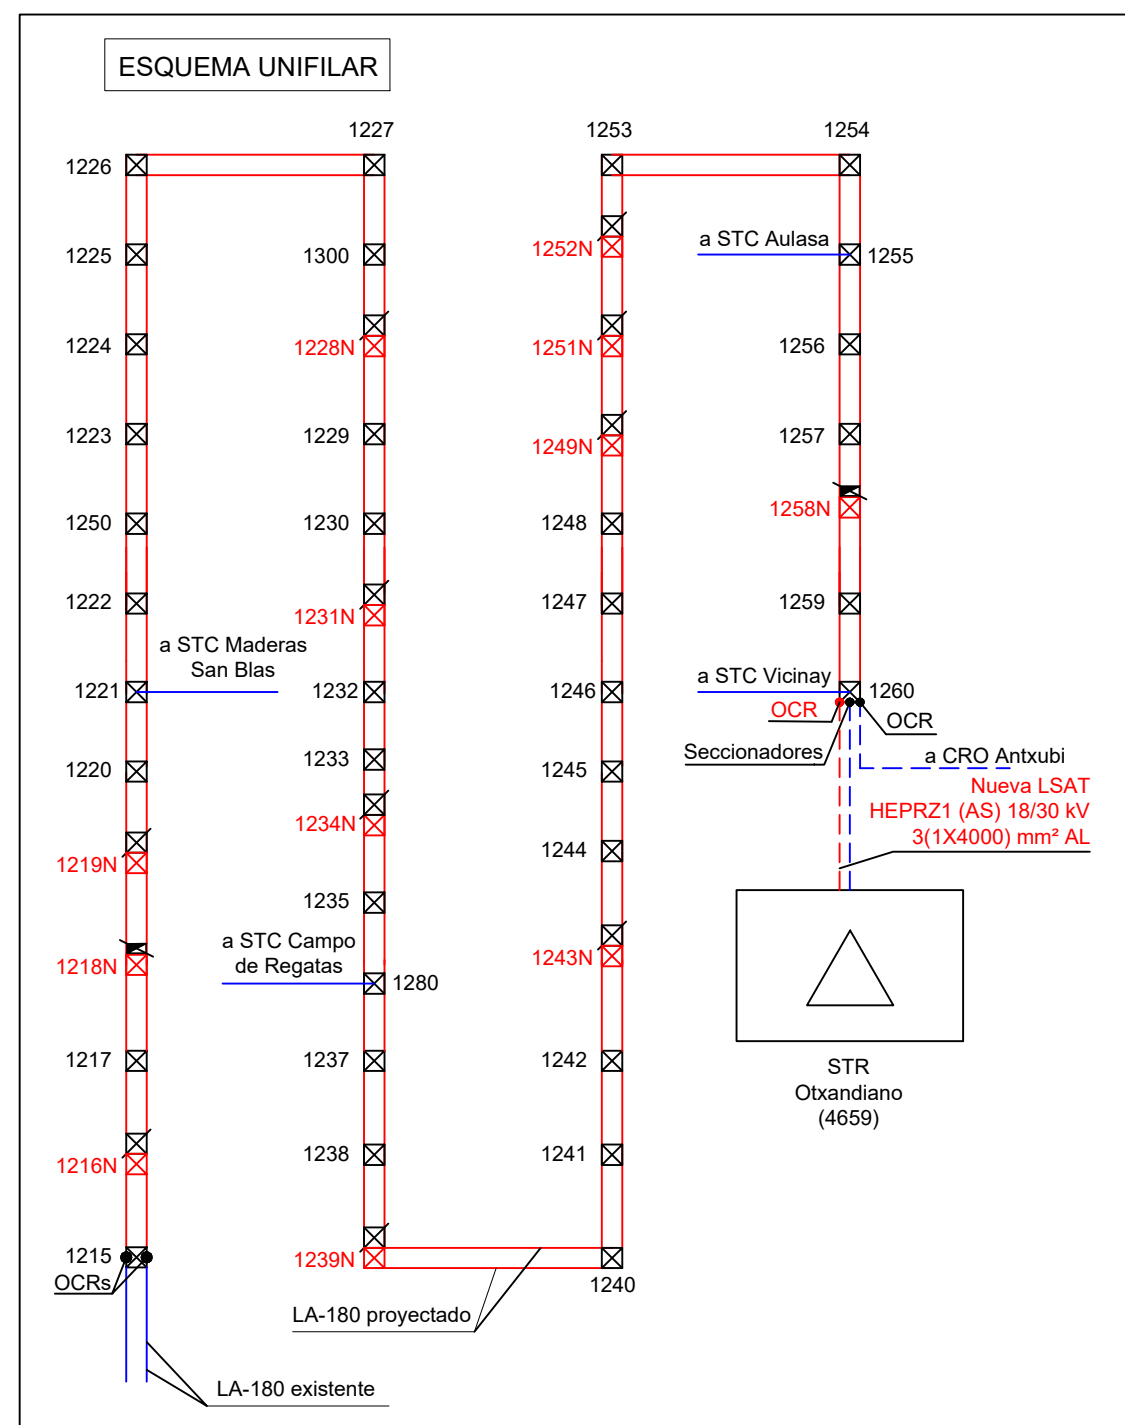 ESQUEMA UNIFILAR
1226
1225
1224
1223
1250
1222
a STC Maderas
San Blas
1221
1220
1219N
1218N
1217
1216N
1215
OCRs
LA-180 existente
1227
1300
1228N
1229
1230
1231N
1232
1233
1234N
1235
a STC Campo
de Regatas
1280
1237
1238
1239N
LA-180 proyectado
1253
1252N
1251N
1249N
1248
1247
1246
1245
1244
1243N
1242
1241
1240
1254
a STC Aulasa
1255
1256
1257
1258N
1259
a STC Vicinay
1260
OCR
OCR
Seccionadores
a CRO Antxubi
Nueva LSAT
HEPRZ1 (AS) 18/30 kV
3(1X4000) mm² AL
STR
Otxandiano
(4659)